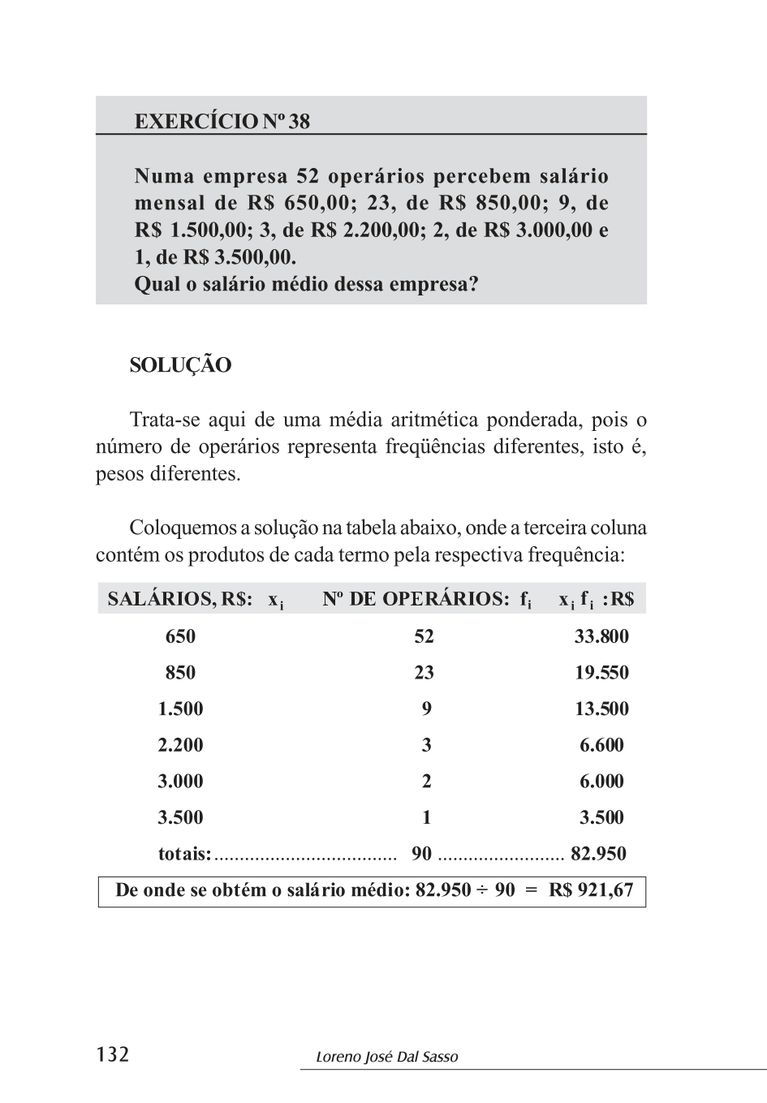 EXERCÍCIO Nº 38
Numa empresa 52 operários percebem salário
mensal de R$ 650,00; 23, de R$ 850,00; 9, de
R$ 1.500,00; 3, de R$ 2.200,00; 2, de R$ 3.000,00 e
1, de R$ 3.500,00.
Qual o salário médio dessa empresa?
SOLUÇÃO
Trata-se aqui de uma média aritmética ponderada, pois o
número de operários representa freqüências diferentes, isto é,
pesos diferentes.
Coloquemos a solução na tabela abaixo, onde a terceira coluna
contém os produtos de cada termo pela respectiva frequência:
SALÁRIOS, R$: x i Nº DE OPERÁRIOS: f i x i f i : R$
650 52 33.800
850 23 19.550
1.500 9 13.500
2.200 3 6.600
3.000 2 6.000
3.500 1 3.500
totais:.................................... 90 ......................... 82.950
De onde se obtém o salário médio: 82.950 ÷ 90 = R$ 921,67
132 Loreno José Dal Sasso